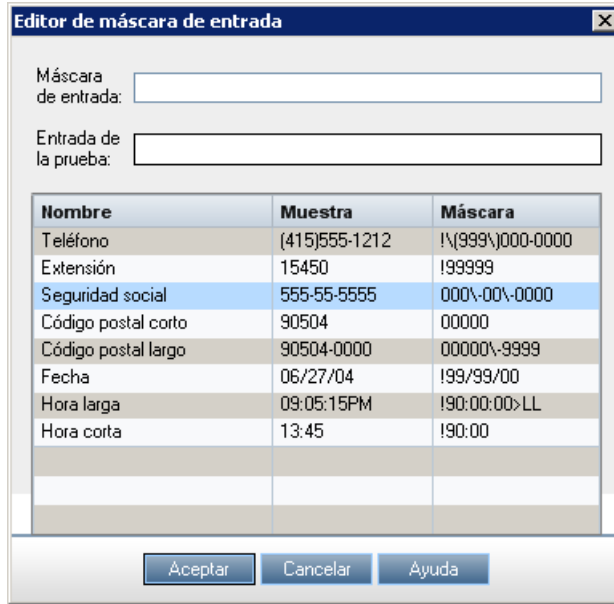 Editor de máscara de entrada
Máscara
de entrada:
Entrada de
la prueba:
Nombre Muestra Máscara
Teléfono (415)555-1212 !\(999\)000-0000
Extensión 15450 !99999
Seguridad social 555-55-5555 000\-00\-0000
Código postal corto 90504 00000
Código postal largo 90504-0000 00000\-9999
Fecha 06/27/04 !99/99/00
Hora larga 09:05:15PM !90:00:00>LL
Hora corta 13:45 !90:00
Aceptar Cancelar Ayuda